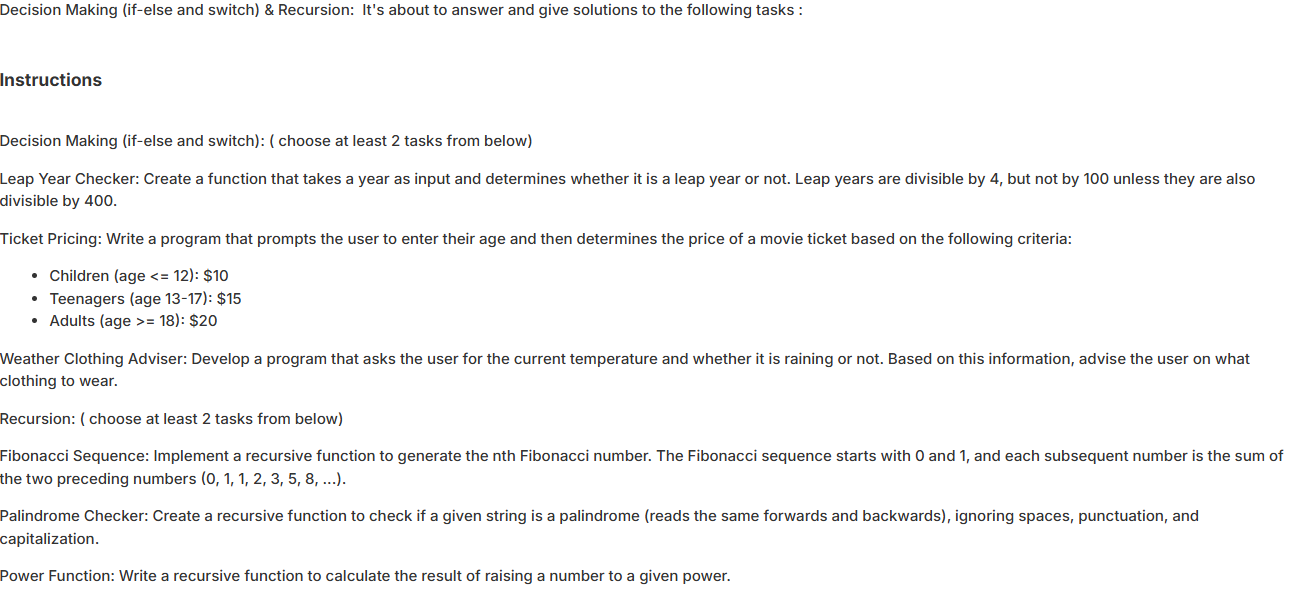 Decision Making (if-else and switch) & Recursion:  It's about to answer and give solutions to the following tasks :
Instructions
Decision Making (if-else and switch): ( choose at least 2 tasks from below)
Leap Year Checker: Create a function that takes a year as input and determines whether it is a leap year or not. Leap years are divisible by 4, but not by 100 unless they are also
divisible by 400.
Ticket Pricing: Write a program that prompts the user to enter their age and then determines the price of a movie ticket based on the following criteria:
• Children (age <= 12): $10
• Teenagers (age 13-17): $15
• Adults (age >= 18): $20
Weather Clothing Adviser: Develop a program that asks the user for the current temperature and whether it is raining or not. Based on this information, advise the user on what
clothing to wear.
Recursion: ( choose at least 2 tasks from below)
Fibonacci Sequence: Implement a recursive function to generate the nth Fibonacci number. The Fibonacci sequence starts with 0 and 1, and each subsequent number is the sum of
the two preceding numbers (0, 1, 1, 2, 3, 5, 8, ...).
Palindrome Checker: Create a recursive function to check if a given string is a palindrome (reads the same forwards and backwards), ignoring spaces, punctuation, and
capitalization.
Power Function: Write a recursive function to calculate the result of raising a number to a given power.